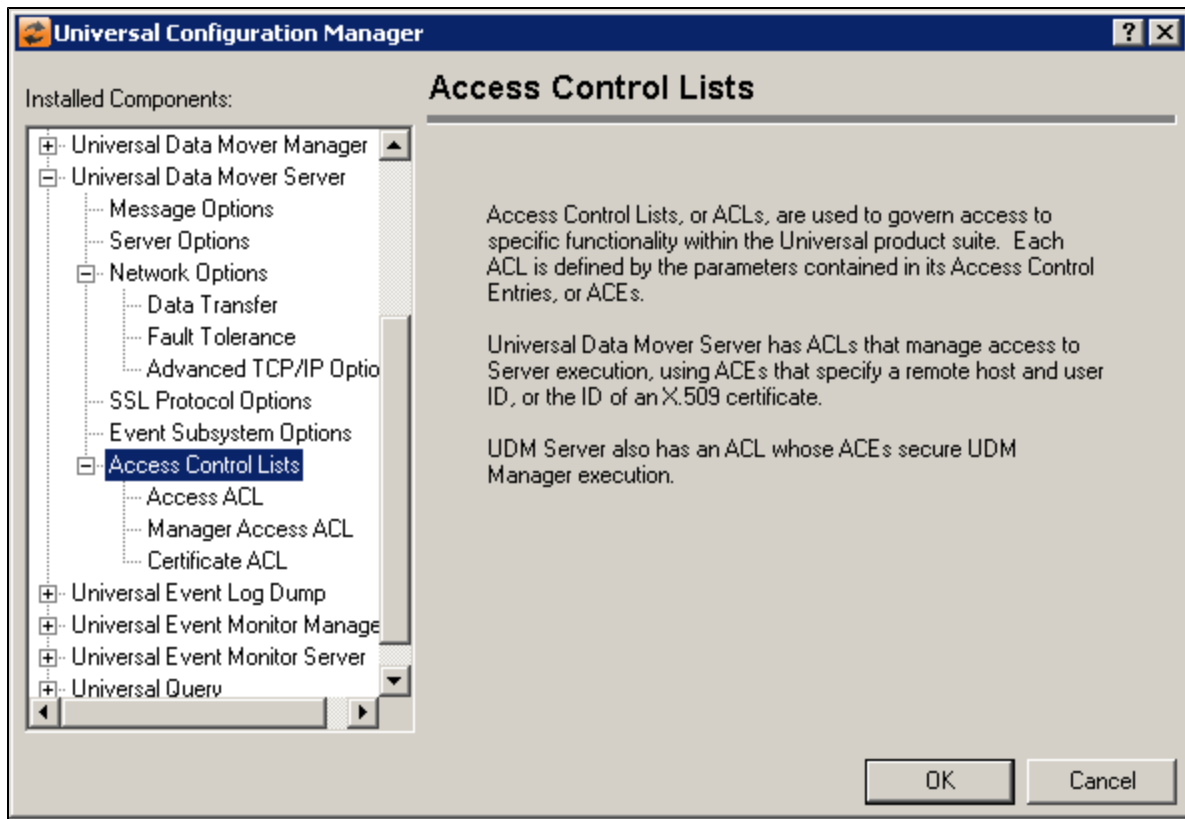 Universal Configuration Manager
Installed Components:
Universal Data Mover Manager
Universal Data Mover Server
Message Options
Server Options
Network Options
Data Transfer
Fault Tolerance
Advanced TCP/IP Optio
SSL Protocol Options
Event Subsystem Options
Access Control Lists
Access ACL
Manager Access ACL
Certificate ACL
Universal Event Log Dump
Universal Event Monitor Manage
Universal Event Monitor Server
Universal Query
Access Control Lists
Access Control Lists, or ACLs, are used to govern access to
specific functionality within the Universal product suite.  Each
ACL is defined by the parameters contained in its Access Control
Entries, or ACEs.
Universal Data Mover Server has ACLs that manage access to
Server execution, using ACEs that specify a remote host and user
ID, or the ID of an X.509 certificate.
UDM Server also has an ACL whose ACEs secure UDM
Manager execution.
OK
Cancel